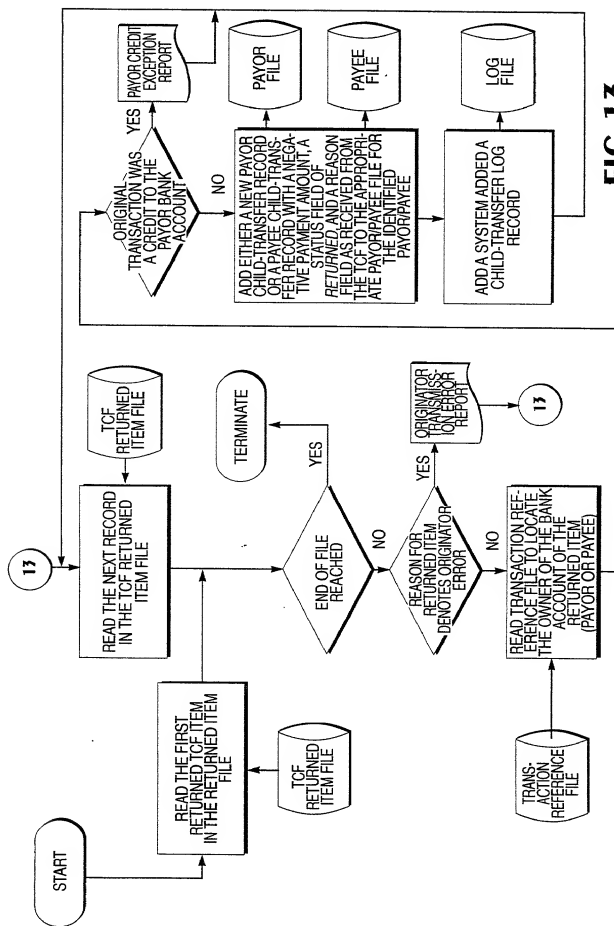 START
READ THE FIRST
RETURNED TCF ITEM
IN THE RETURNED ITEM
FILE
TCF
RETURNED
ITEM FILE
13
READ THE NEXT RECORD
IN THE TCF RETURNED
ITEM FILE
TCF
RETURNED
ITEM FILE
END OF FILE
REACHED
YES
TERMINATE
NO
REASON FOR
RETURNED ITEM
DENOTES ORIGINATOR
ERROR
YES
ORIGINATOR
TRANSMISS-
ION ERROR
REPORT
13
NO
READ TRANSACTION REF-
ERENCE FILE TO LOCATE
THE OWNER OF THE BANK
ACCOUNT OF THE
RETURNED ITEM
(PAYOR OR PAYEE)
TRANS-
ACTION
REFERENCE
FILE
ORIGINAL
TRANSACTION WAS
A CREDIT TO THE
PAYOR BANK
ACCOUNT
YES
PAYOR CREDIT
EXCEPTION
REPORT
NO
ADD EITHER A NEW PAYOR
CHILD-TRANSFER RECORD
OR A PAYEE CHILD-TRANS-
FER RECORD WITH A NEGA-
TIVE PAYMENT AMOUNT, A
STATUS FIELD OF
RETURNED, AND A REASON
FIELD AS RECEIVED FROM
THE TCF TO THE APPROPRI-
ATE PAYOR/PAYEE FILE FOR
THE IDENTIFIED
PAYOR/PAYEE
PAYOR
FILE
PAYEE
FILE
ADD A SYSTEM ADDED A
CHILD-TRANSFER LOG
RECORD
LOG
FILE
FIG. 13